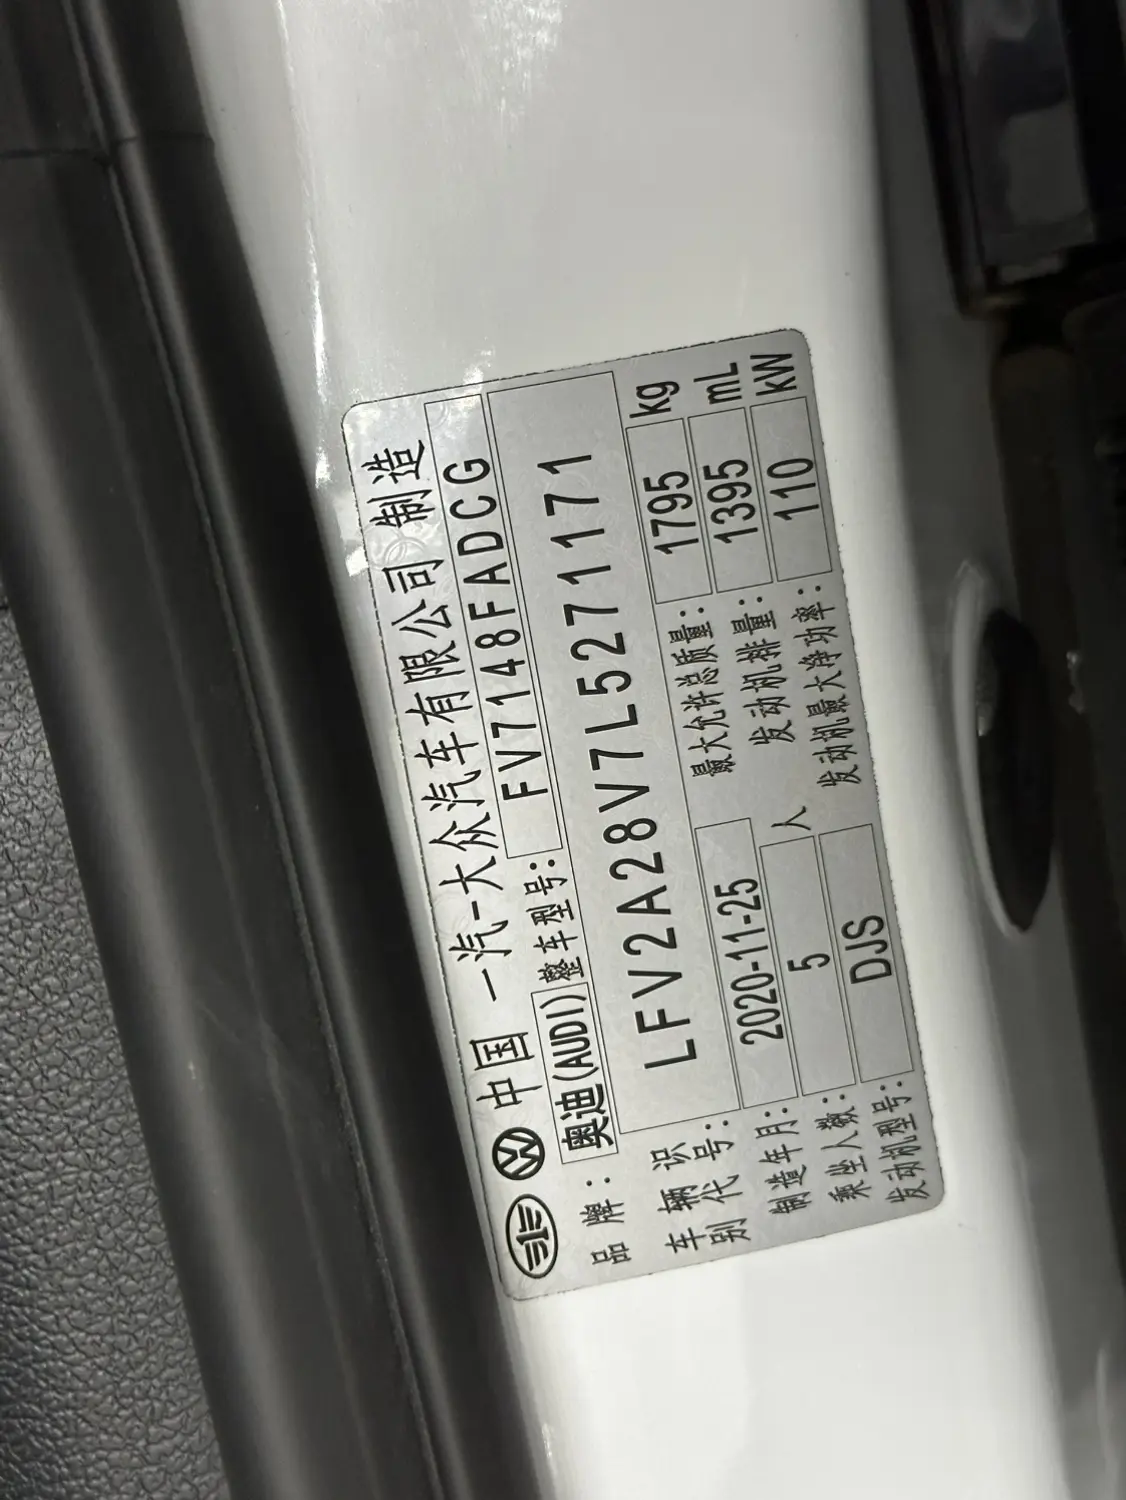 中国 一汽-大众汽车有限公司 制造
品牌： 奥迪(AUDI) 整车型号： FV7148FADCG
车辆识别代号： LFV2A28V7L5271171
制造年月： 2020-11-25 最大允许总质量： 1795 kg
乘坐人数： 5 人 发动机排量： 1395 mL
发动机型号： DJS 发动机最大净功率： 110 kW